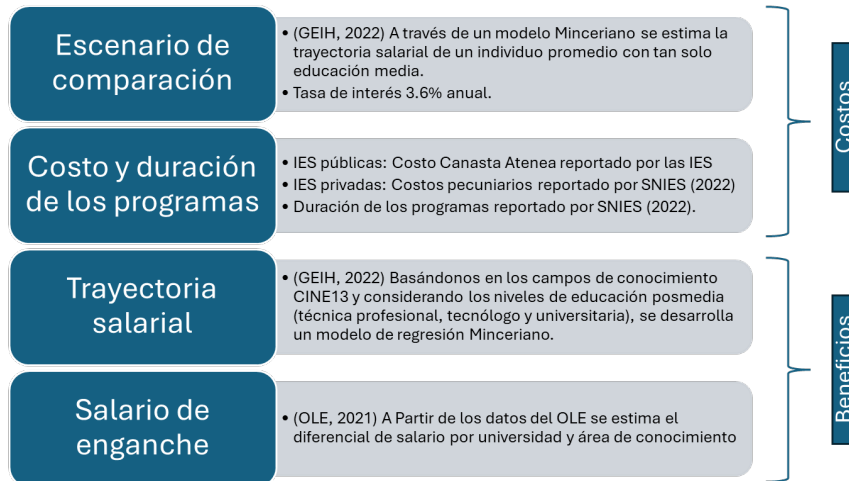 Escenario de
comparación
• (GEIH, 2022) A través de un modelo Minceriano se estima la
trayectoria salarial de un individuo promedio con tan solo
educación media.
• Tasa de interés 3.6% anual.
Costo y duración
de los programas
• IES públicas: Costo Canasta Atenea reportado por las IES
• IES privadas: Costos pecuniarios reportado por SNIES (2022)
• Duración de los programas reportado por SNIES (2022).
Costos
Trayectoria
salarial
• (GEIH, 2022) Basándonos en los campos de conocimiento
CINE13 y considerando los niveles de educación posmedia
(técnica profesional, tecnólogo y universitaria), se desarrolla
un modelo de regresión Minceriano.
Salario de
enganche
• (OLE, 2021) A Partir de los datos del OLE se estima el
diferencial de salario por universidad y área de conocimiento
Beneficios